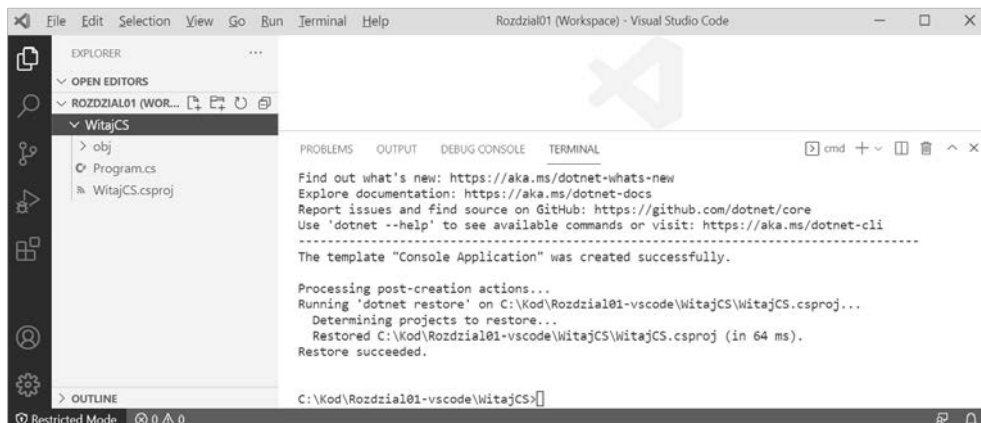 File Edit Selection View Go Run Terminal Help Rozdzial01 (Workspace) - Visual Studio Code
EXPLORER
OPEN EDITORS
ROZDZIAL01 (WOR...
WitajCS
obj
Program.cs
WitajCS.csproj
OUTLINE
PROBLEMS OUTPUT DEBUG CONSOLE TERMINAL cmd
Find out what's new: https://aka.ms/dotnet-whats-new
Explore documentation: https://aka.ms/dotnet-docs
Report issues and find source on GitHub: https://github.com/dotnet/core
Use 'dotnet --help' to see available commands or visit: https://aka.ms/dotnet-cli
--------------------------------------------------------------------------------------
The template "Console Application" was created successfully.
Processing post-creation actions...
Running 'dotnet restore' on C:\Kod\Rozdzial01-vscode\WitajCS\WitajCS.csproj...
Determining projects to restore...
Restored C:\Kod\Rozdzial01-vscode\WitajCS\WitajCS.csproj (in 64 ms).
Restore succeeded.
C:\Kod\Rozdzial01-vscode\WitajCS>
Restricted Mode 0 0